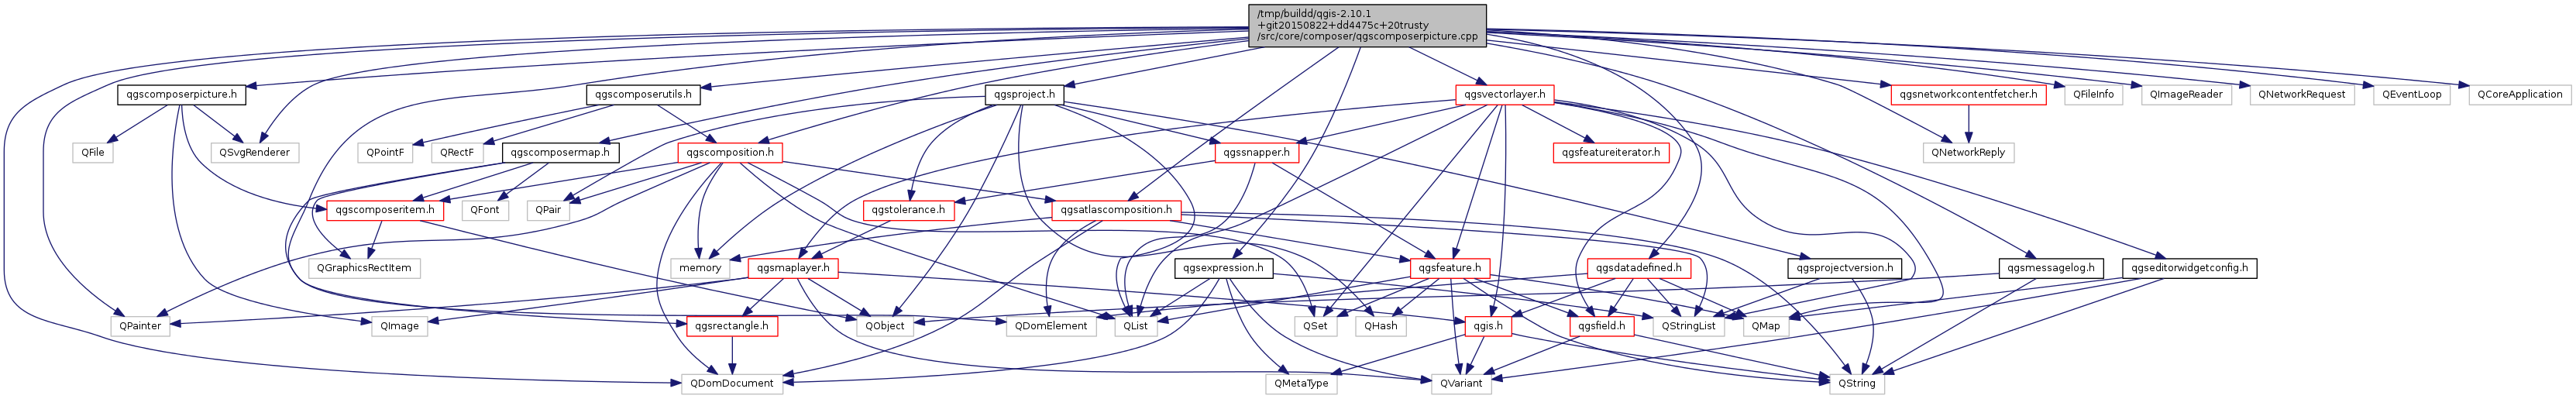 /tmp/buildd/qgis-2.10.1
+git20150822+dd4475c+20trusty
/src/core/composer/qgscomposerpicture.cpp
qgscomposerpicture.h
qgscomposerutils.h
qgsproject.h
qgsvectorlayer.h
qgsnetworkcontentfetcher.h
QFileInfo
QImageReader
QNetworkRequest
QEventLoop
QCoreApplication
QFile
QSvgRenderer
QPointF
QRectF
qgscomposermap.h
qgscomposition.h
qgssnapper.h
qgsfeatureiterator.h
QNetworkReply
qgscomposeritem.h
QFont
QPair
qgstolerance.h
qgsatlascomposition.h
QGraphicsRectItem
memory
qgsmaplayer.h
qgsexpression.h
qgsfeature.h
qgsdatadefined.h
qgsprojectversion.h
qgsmessagelog.h
qgseditorwidgetconfig.h
QPainter
QImage
qgsrectangle.h
QObject
QDomElement
QList
qgis.h
QSet
QHash
qgsfield.h
QStringList
QMap
QDomDocument
QMetaType
QVariant
QString